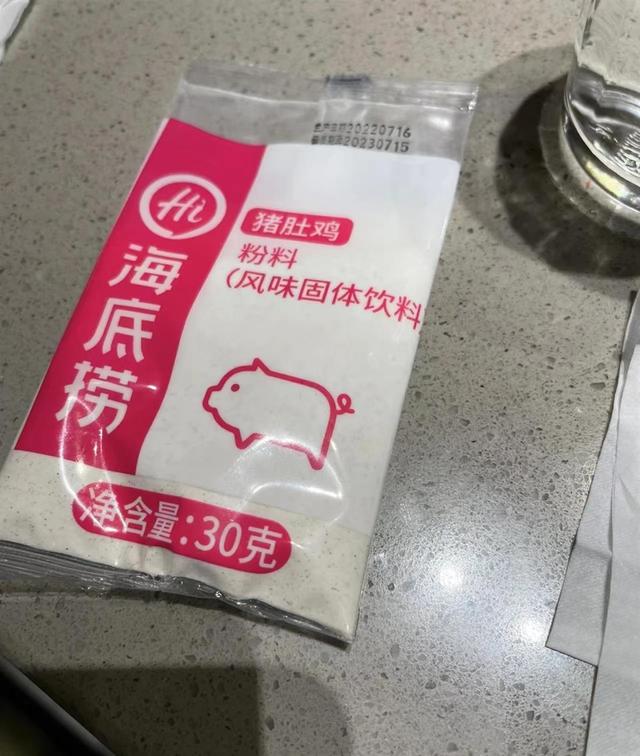 生产日期20220716
保质期至20230715
Hi
海底捞
猪肚鸡
粉料
（风味固体饮料
净含量：30克